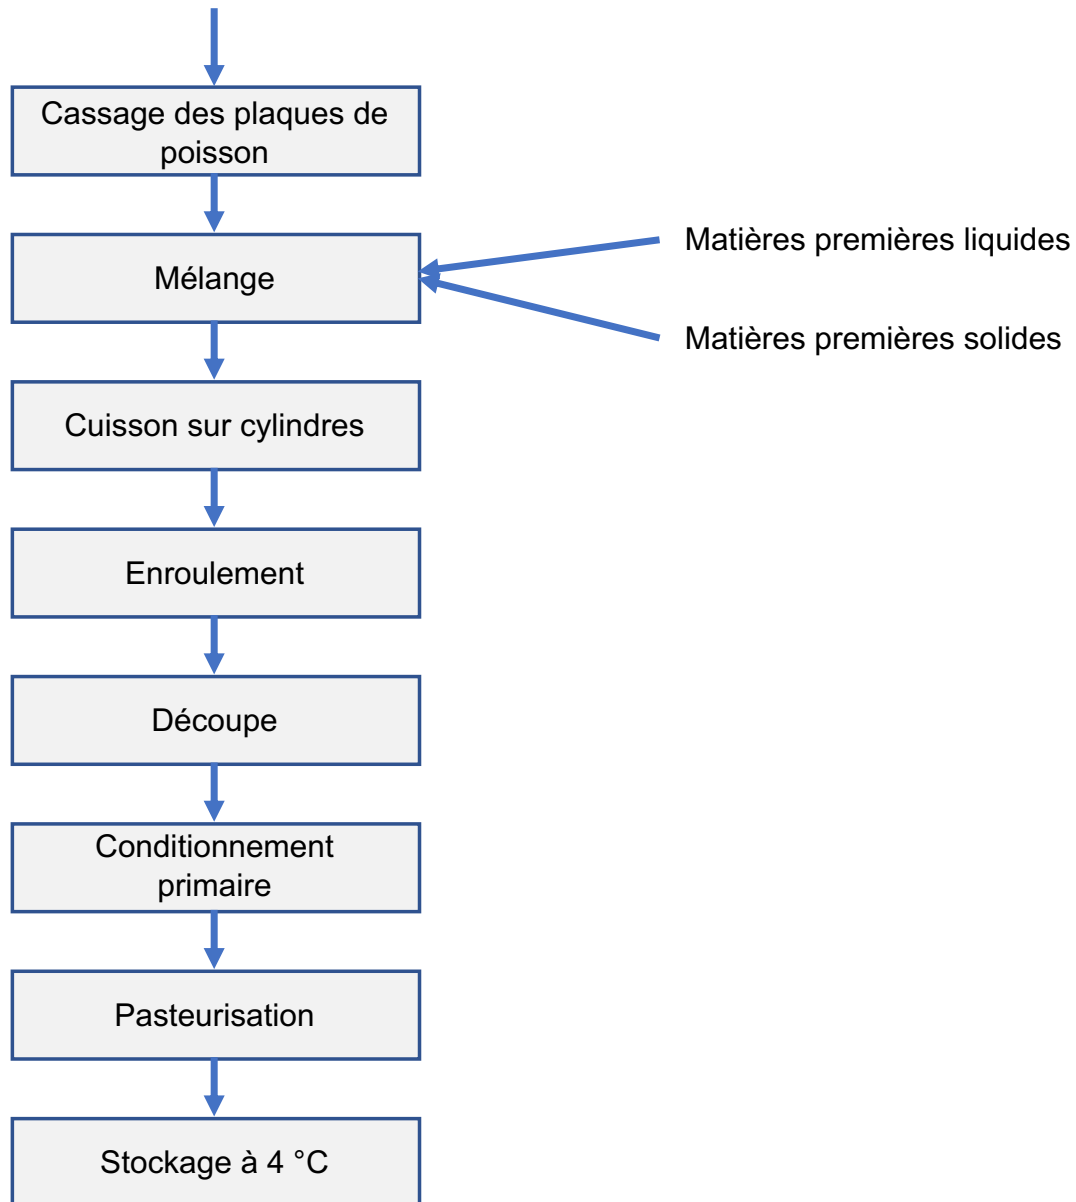 Cassage des plaques de
poisson
Mélange
Matières premières liquides
Matières premières solides
Cuisson sur cylindres
Enroulement
Découpe
Conditionnement
primaire
Pasteurisation
Stockage à 4 °C